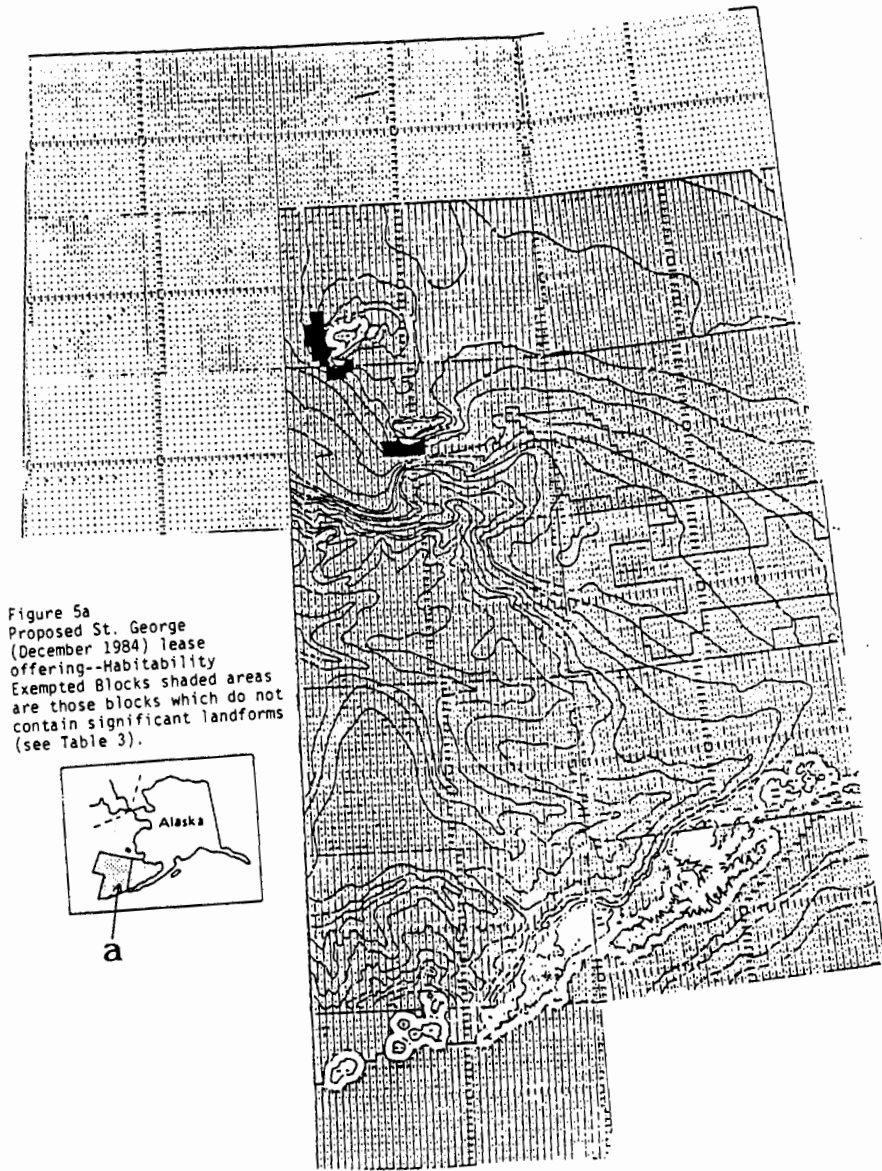 Figure 5a
Proposed St. George
(December 1984) lease
offering--Habitability
Exempted Blocks shaded areas
are those blocks which do not
contain significant landforms
(see Table 3).
Alaska
a